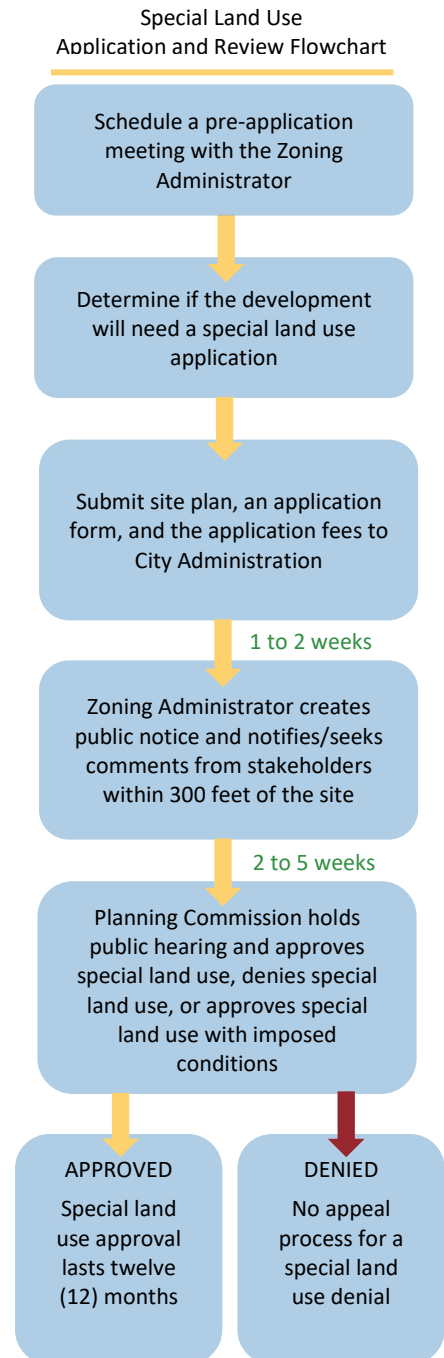 Special Land Use
Application and Review Flowchart
Schedule a pre-application
meeting with the Zoning
Administrator
Determine if the development
will need a special land use
application
Submit site plan, an application
form, and the application fees to
City Administration
1 to 2 weeks
Zoning Administrator creates
public notice and notifies/seeks
comments from stakeholders
within 300 feet of the site
2 to 5 weeks
Planning Commission holds
public hearing and approves
special land use, denies special
land use, or approves special
land use with imposed
conditions
APPROVED
Special land
use approval
lasts twelve
(12) months
DENIED
No appeal
process for a
special land
use denial